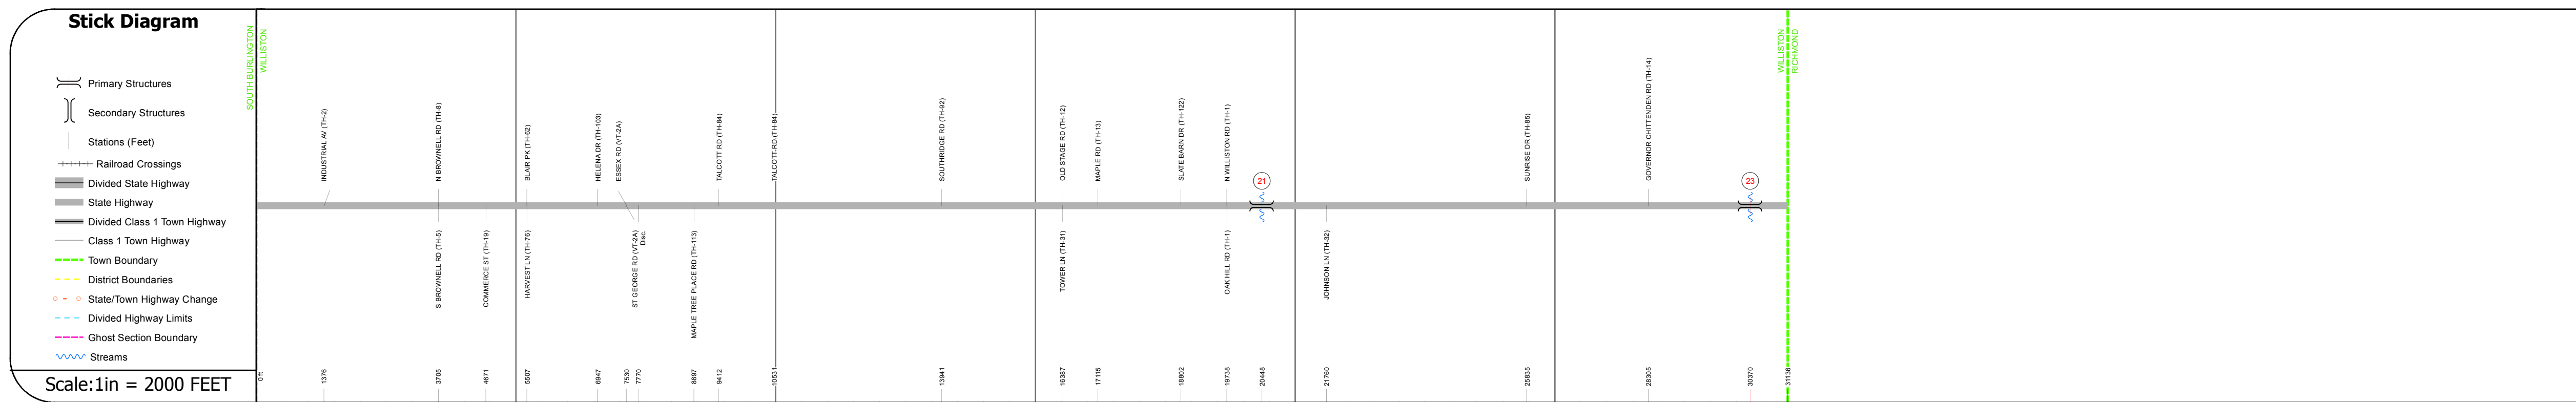 Stick Diagram
Primary Structures
Secondary Structures
Stations (Feet)
Railroad Crossings
Divided State Highway
State Highway
Divided Class 1 Town Highway
Class 1 Town Highway
Town Boundary
District Boundaries
State/Town Highway Change
Divided Highway Limits
Ghost Section Boundary
Streams
Scale:1in = 2000 FEET
SOUTH BURLINGTON
WILLISTON
INDUSTRIAL AV (TH-2)
N BROWNELL RD (TH-8)
BLAIR PK (TH-62)
HELENA DR (TH-103)
ESSEX RD (VT-2A)
TALCOTT RD (TH-84)
TALCOTT RD (TH-84)
SOUTHRIDGE RD (TH-92)
OLD STAGE RD (TH-12)
MAPLE RD (TH-13)
SLATE BARN DR (TH-122)
N WILLISTON RD (TH-1)
21
SUNRISE DR (TH-85)
GOVERNOR CHITTENDEN RD (TH-14)
23
WILLISTON
RICHMOND
S BROWNELL RD (TH-5)
COMMERCE ST (TH-19)
HARVEST LN (TH-76)
ST GEORGE RD (VT-2A)
Disc.
MAPLE TREE PLACE RD (TH-113)
TOWER LN (TH-31)
OAK HILL RD (TH-1)
JOHNSON LN (TH-32)
0 ft
1376
3705
4671
5507
6947
7530
7770
8897
9412
10531
13941
16387
17115
18802
19738
20448
21760
25835
28305
30370
31136